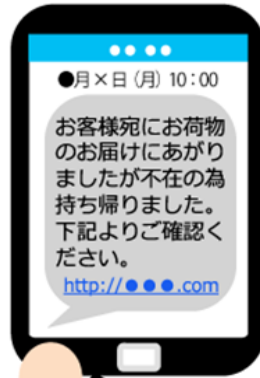 ●● ●●
●月×日（月）10：00
お客様宛にお荷物
のお届けにあがり
ましたが不在の為
持ち帰りました。
下記よりご確認く
ださい。
http://●●●.com